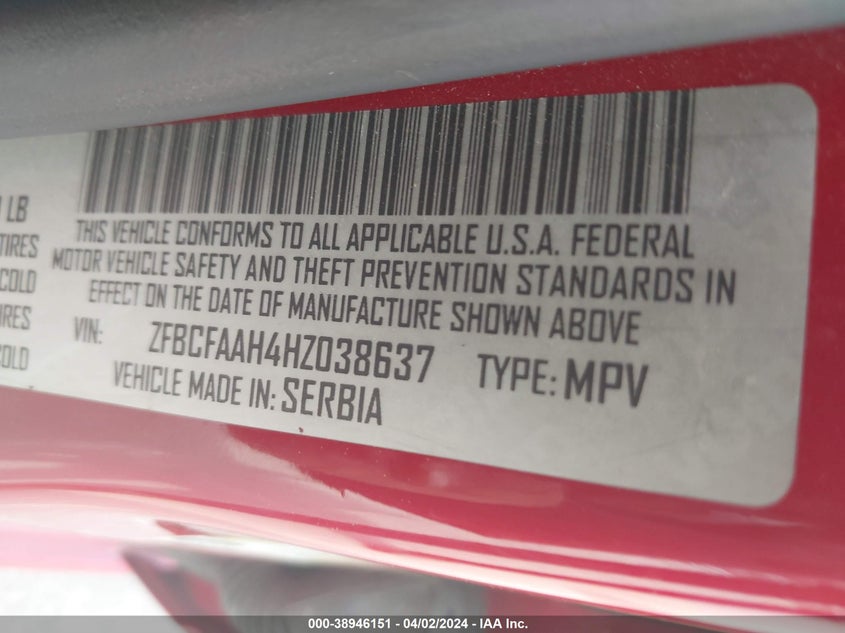 LB
TIRES
COLD
THIS VEHICLE CONFORMS TO ALL APPLICABLE U.S.A. FEDERAL
MOTOR VEHICLE SAFETY AND THEFT PREVENTION STANDARDS IN
EFFECT ON THE DATE OF MANUFACTURE SHOWN ABOVE
VIN: ZFBCFAAH4HZ038637 TYPE: MPV
VEHICLE MADE IN: SERBIA
000-38946151 | 04/02/2024 - IAA Inc.